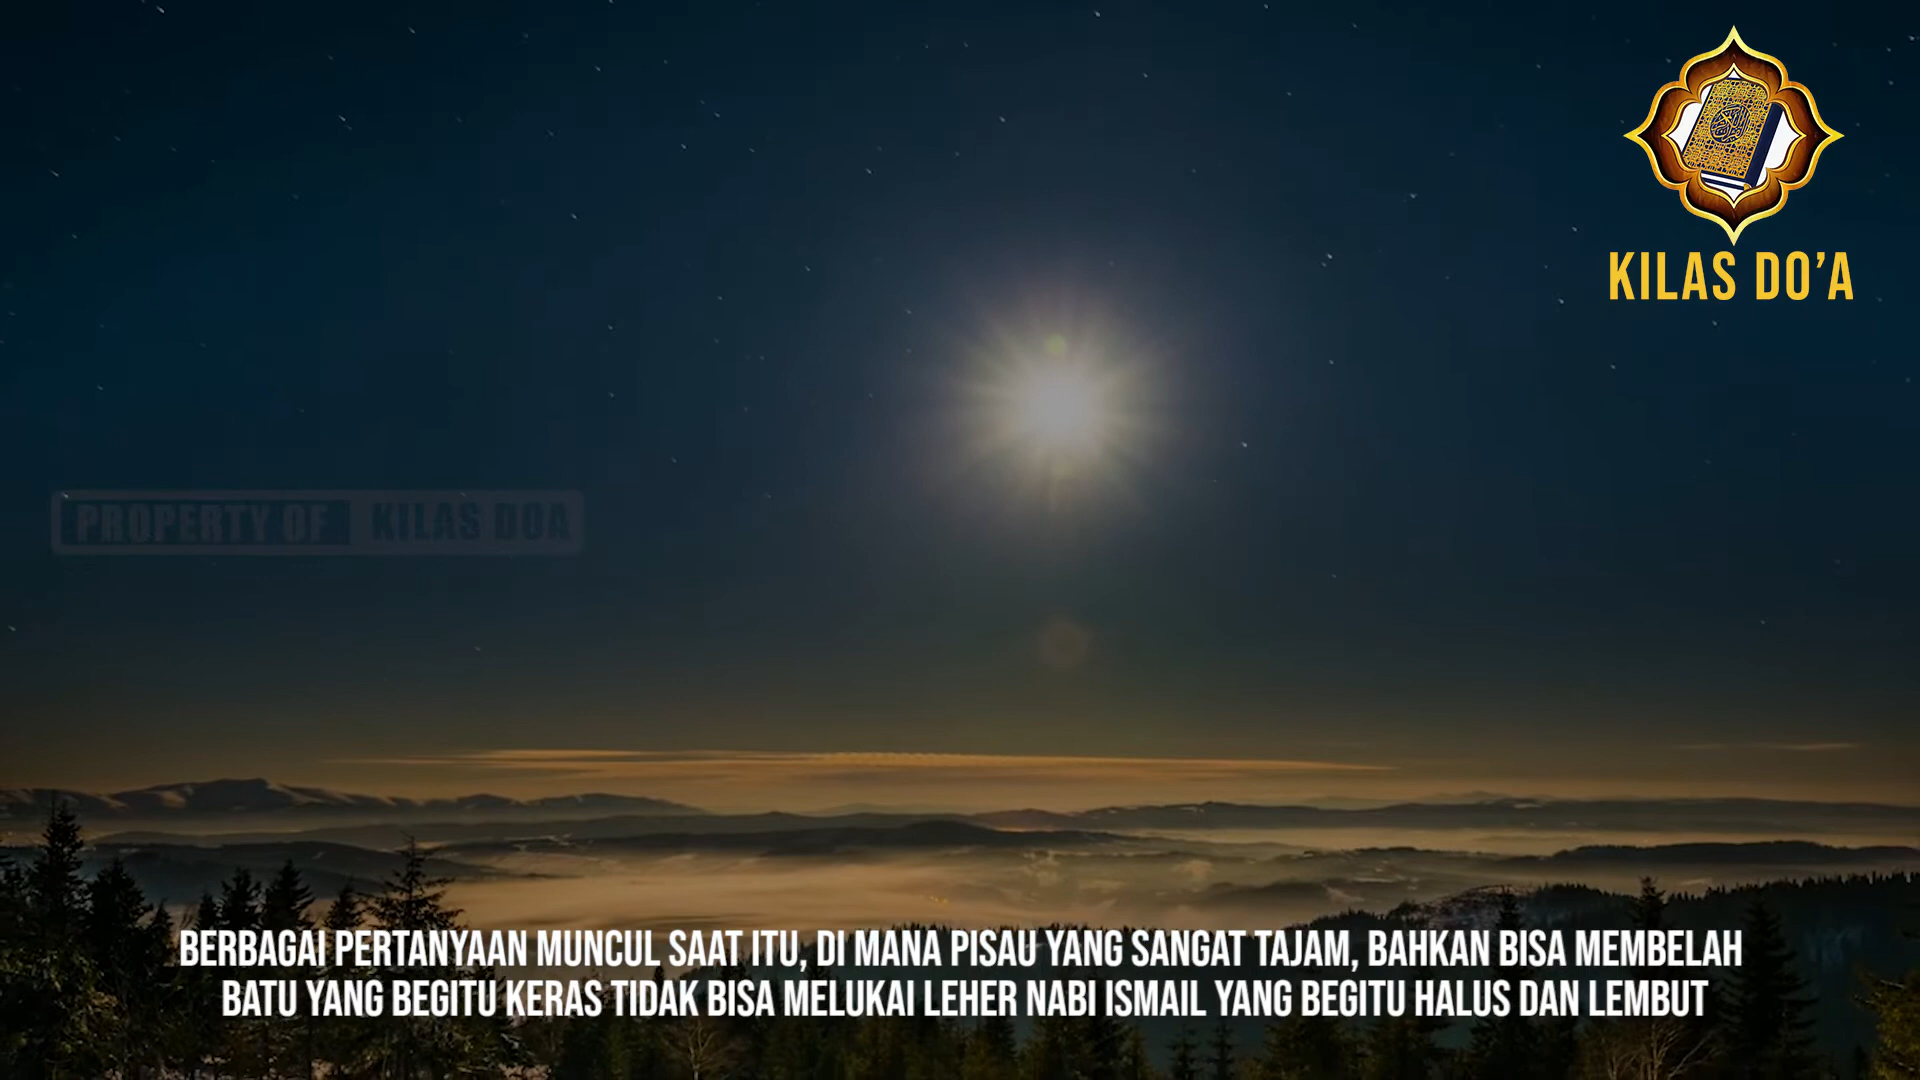 KILAS DO'A
PROPERTY OF KILAS DOA
BERBAGAI PERTANYAAN MUNCUL SAAT ITU, DI MANA PISAU YANG SANGAT TAJAM, BAHKAN BISA MEMBELAH
BATU YANG BEGITU KERAS TIDAK BISA MELUKAI LEHER NABI ISMAIL YANG BEGITU HALUS DAN LEMBUT